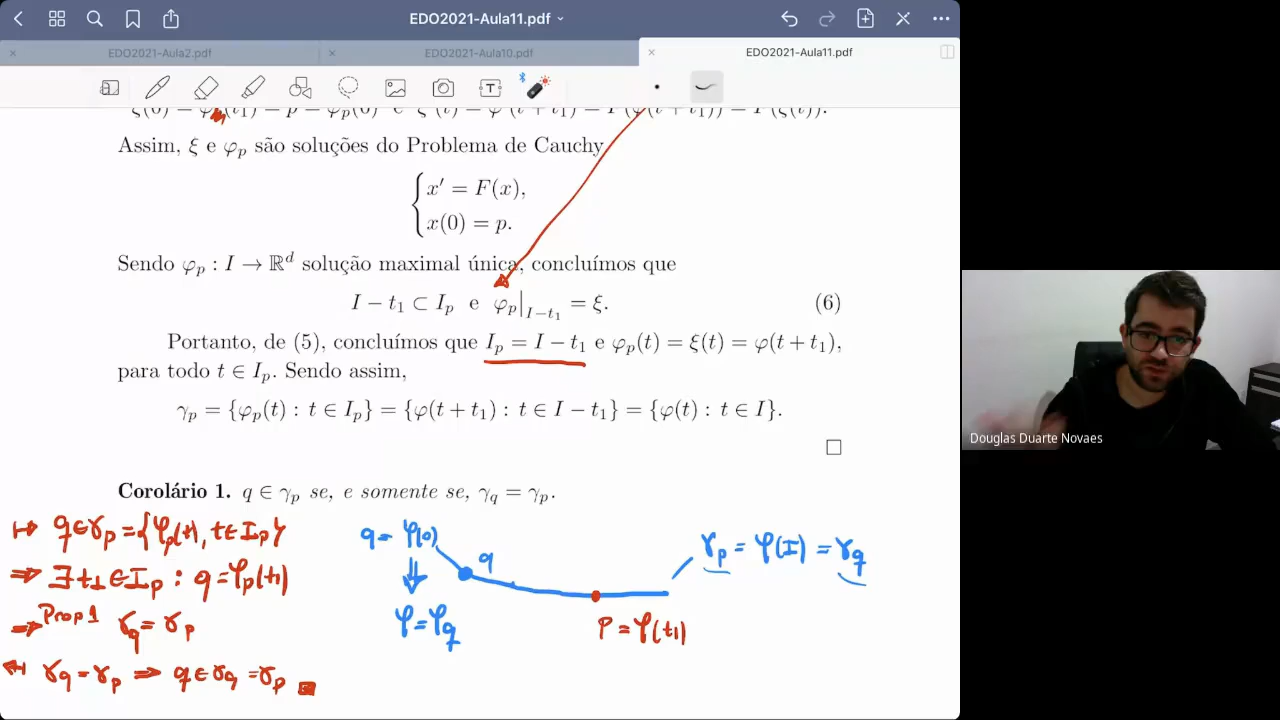 EDO2021-Aula11.pdf
EDO2021-Aula2.pdf
EDO2021-Aula10.pdf
EDO2021-Aula11.pdf
Assim, ξ e φ_p são soluções do Problema de Cauchy
x′ = F(x),
x(0) = p.
Sendo φ_p : I → ℝ^d solução maximal única, concluímos que
I − t_1 ⊂ I_p e φ_p|_{I−t_1} = ξ. (6)
Portanto, de (5), concluímos que I_p = I − t_1 e φ_p(t) = ξ(t) = φ(t + t_1),
para todo t ∈ I_p. Sendo assim,
γ_p = {φ_p(t) : t ∈ I_p} = {φ(t + t_1) : t ∈ I − t_1} = {φ(t) : t ∈ I}.
□
Corolário 1. q ∈ γ_p se, e somente se, γ_q = γ_p.
↦ q ∈ γ_p = {φ_p(t), t ∈ I_p}
⇒ ∃ t_1 ∈ I_p : q = φ_p(t_1)
⇒ Prop 1 γ_q = γ_p
γ_q = γ_p ⇒ q ∈ γ_q = γ_p
q = φ(0)
⇓
φ = φ_q
q
P = φ(t_1)
γ_p = φ(I) = γ_q
Douglas Duarte Novaes